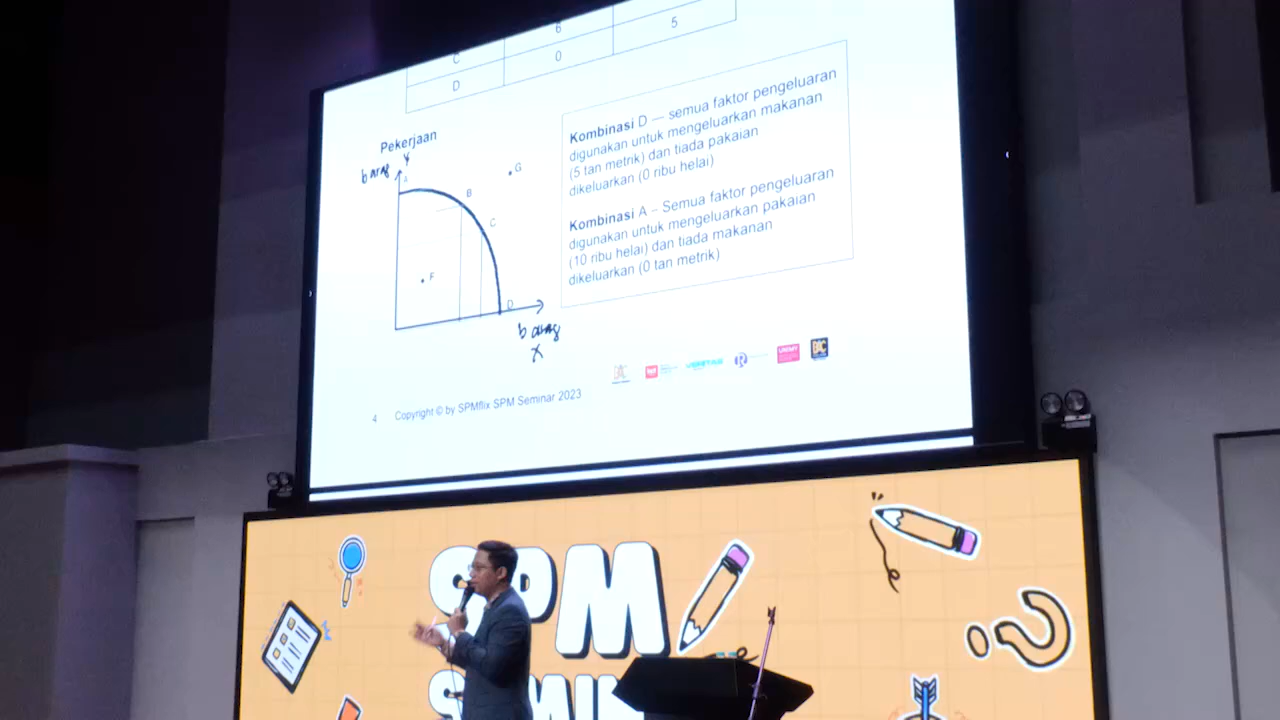 6
5
C
0
D
Pekerjaan
barang
Y
A
B
C
D
F
G
barang
X
Kombinasi D — semua faktor pengeluaran
digunakan untuk mengeluarkan makanan
(5 tan metrik) dan tiada pakaian
dikeluarkan (0 ribu helai)
Kombinasi A – Semua faktor pengeluaran
digunakan untuk mengeluarkan pakaian
(10 ribu helai) dan tiada makanan
dikeluarkan (0 tan metrik)
4 Copyright © by SPMflix SPM Seminar 2023
SPM